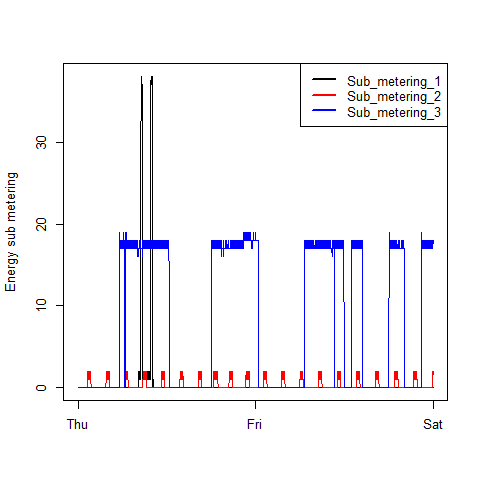 Sub_metering_1
Sub_metering_2
Sub_metering_3
Energy sub metering
30
20
10
0
Thu Fri Sat